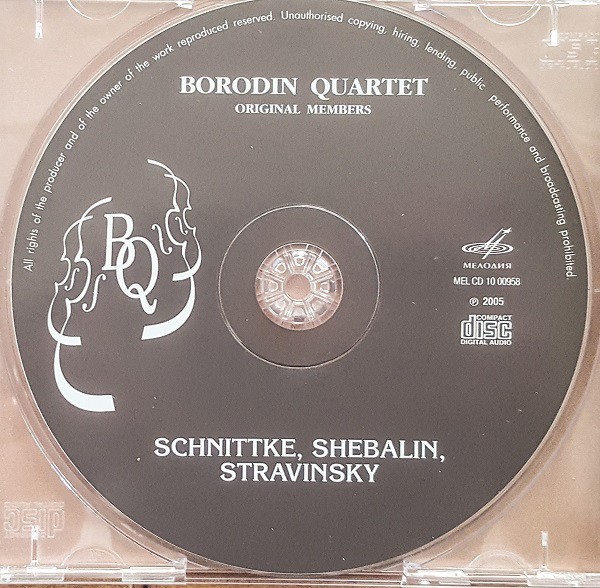 All rights of the producer and of the owner of the work reproduced reserved. Unauthorised copying, hiring, lending, public performance and broadcasting prohibited.
BORODIN QUARTET
ORIGINAL MEMBERS
BQ
МЕЛОДИЯ
MEL CD 10 00958
℗ 2005
COMPACT
disc
DIGITAL AUDIO
SCHNITTKE, SHEBALIN,
STRAVINSKY
disc